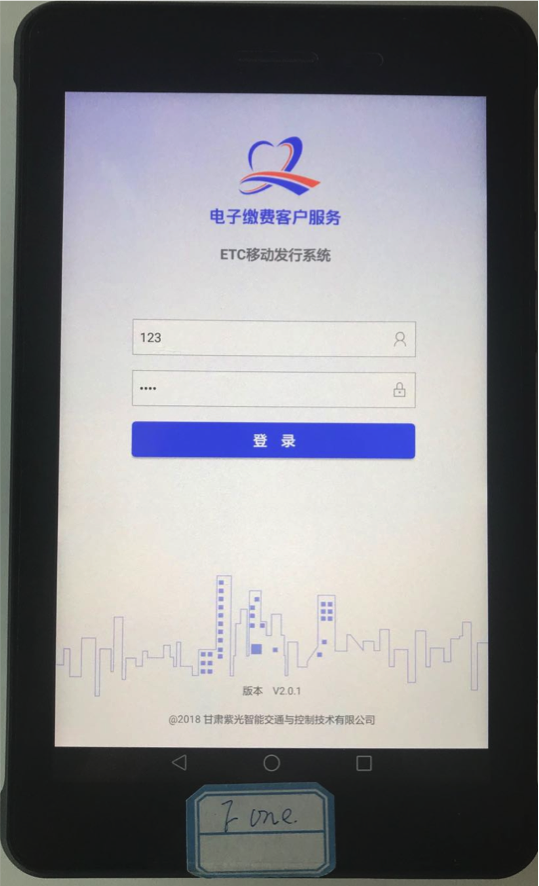 电子缴费客户服务
ETC移动发行系统
123
••••
登 录
版本 V2.0.1
@2018 甘肃紫光智能交通与控制技术有限公司